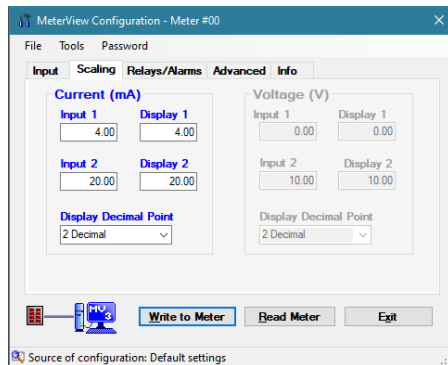 MeterView Configuration - Meter #00
File Tools Password
Input Scaling Relays/Alarms Advanced Info
Current (mA) Voltage (V)
Input 1 Display 1 Input 1 Display 1
4.00 4.00 0.00 0.00
Input 2 Display 2 Input 2 Display 2
20.00 20.00 10.00 10.00
Display Decimal Point Display Decimal Point
2 Decimal 2 Decimal
MV 3 Write to Meter Read Meter Exit
Source of configuration: Default settings